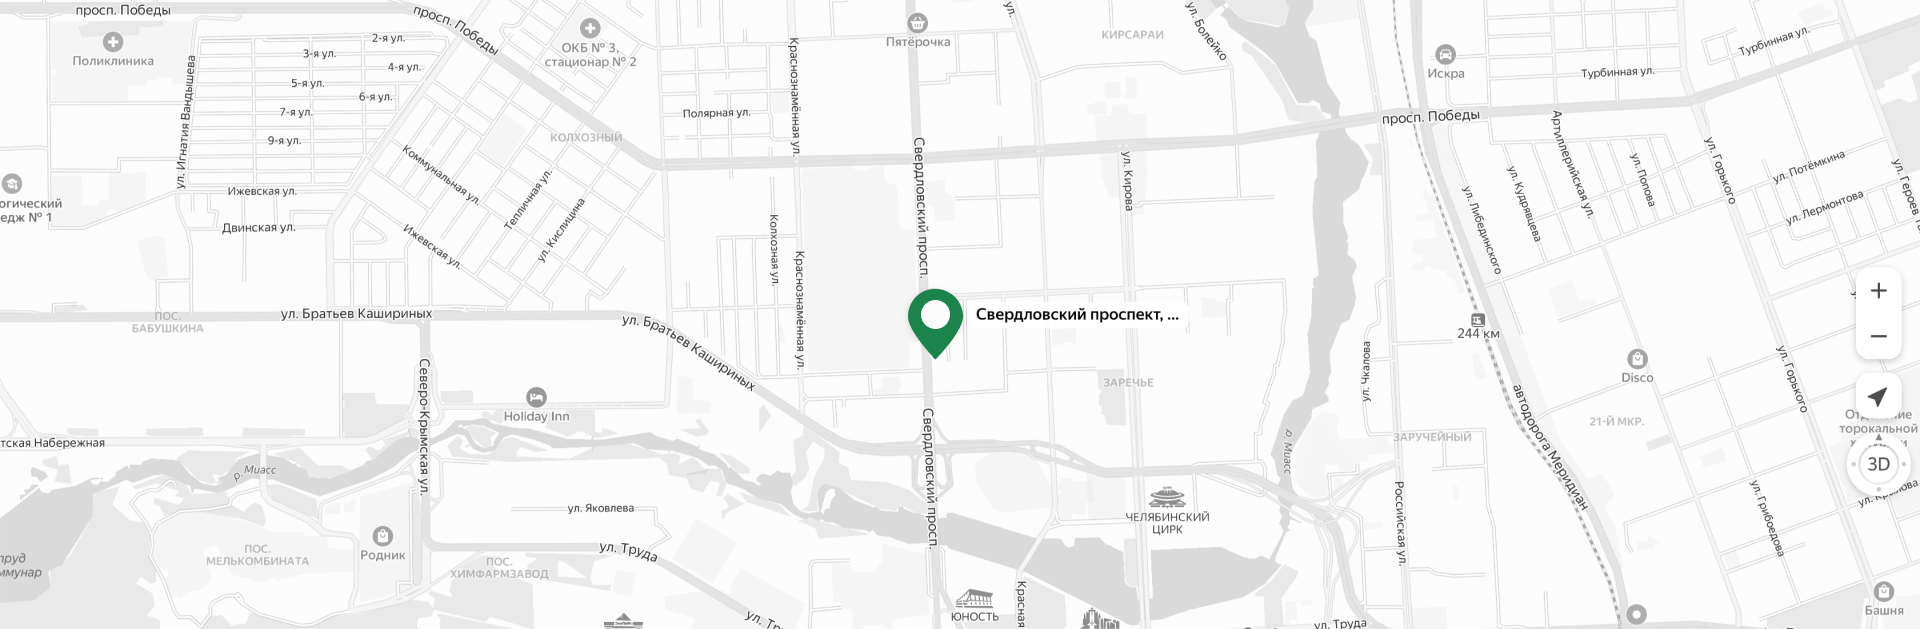 просп. Победы
просп. Победы
2-я ул.
3-я ул.
4-я ул.
5-я ул.
6-я ул.
7-я ул.
9-я ул.
Поликлиника
ул. Игнатия Вандышева
ОКБ № 3,
стационар № 2
Краснознамённая ул.
Полярная ул.
Пятёрочка
КИРСАРАИ
ул. Болейко
ул.
Искра
Турбинная ул.
Турбинная ул.
просп. Победы
КОЛХОЗНЫЙ
Коммунальная ул.
Тепличная ул.
ул. Кислицина
Ижевская ул.
Ижевская ул.
Двинская ул.
огический
едж № 1
Свердловский просп.
ул. Кирова
Колхозная ул.
Краснознамённая ул.
Артиллерийская ул.
ул. Кудрявцева
ул. Либединского
ул. Попова
ул. Горького
ул. Потёмкина
ул. Лермонтова
ул. Героев Т
ПОС.
БАБУШКИНА
ул. Братьев Кашириных
ул. Братьев Кашириных
Свердловский проспект, ...
+
−
244 км
ул. Чкалова
Disco
ул. Горького
ЗАРЕЧЬЕ
Северо-Крымская ул.
Holiday Inn
Свердловский просп.
автодорога Меридиан
21-Й МКР.
ЗАРУЧЕЙНЫЙ
торокальной
3D
тская Набережная
р. Миасс
р. Миасс
Российская ул.
ул. Грибоедова
ЧЕЛЯБИНСКИЙ
ЦИРК
ул. Яковлева
Родник
ул. Труда
ПОС.
МЕЛЬКОМБИНАТА
ПОС.
ХИМФАРМЗАВОД
пруд
ммунар
ЮНОСТЬ
Красная
ул. Труда
Башня